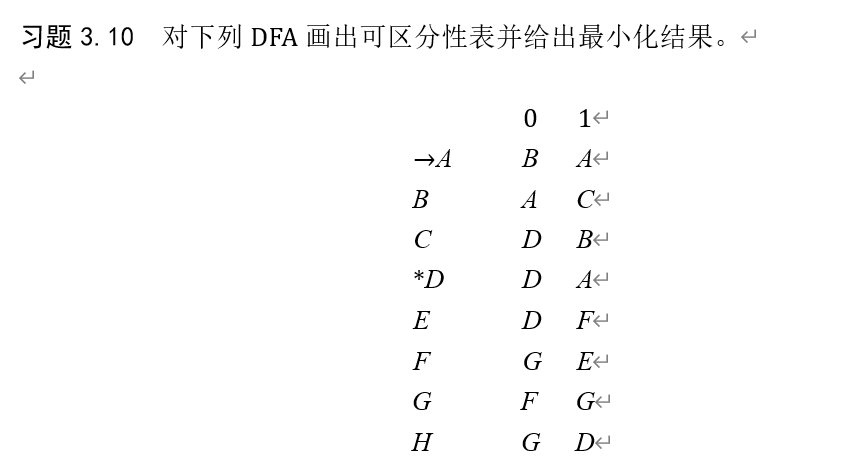 习题 3.10 对下列 DFA 画出可区分性表并给出最小化结果。↵
↵
0 1↵
→A B A↵
B A C↵
C D B↵
*D D A↵
E D F↵
F G E↵
G F G↵
H G D↵